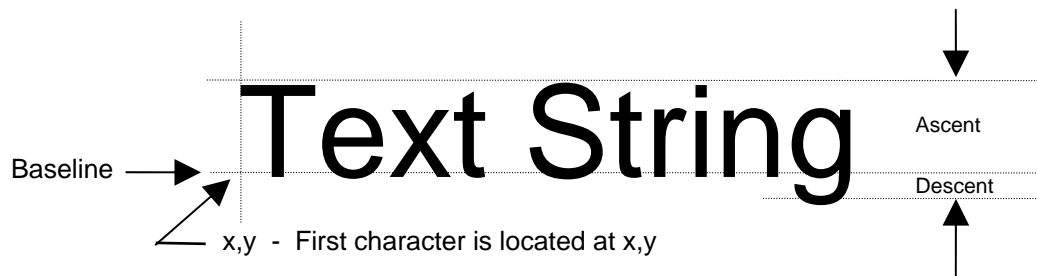 Text String
Ascent
Baseline
Descent
x,y - First character is located at x,y